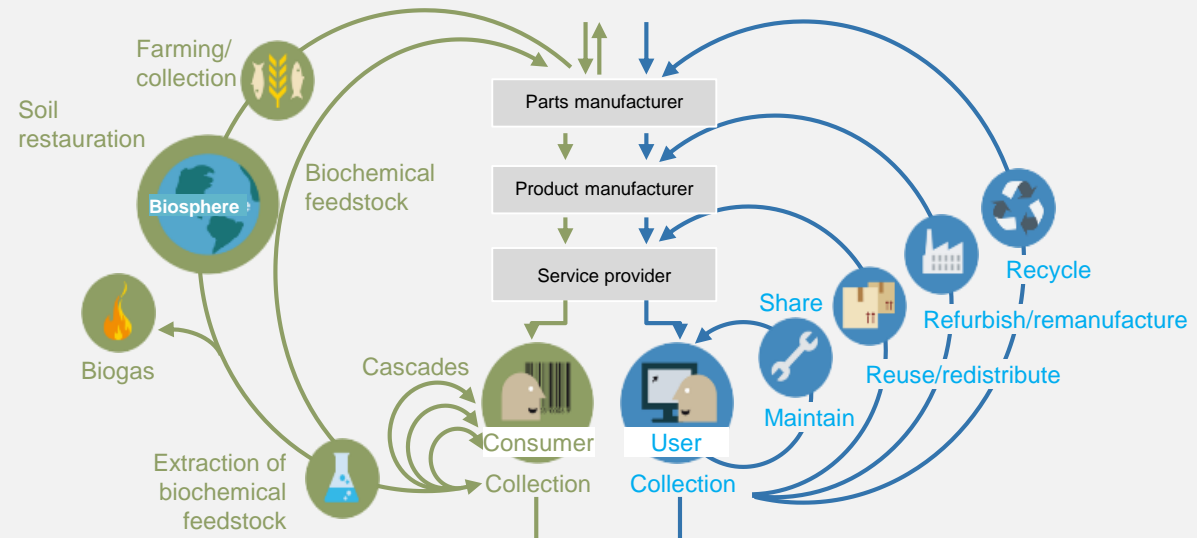 Farming/
collection
Soil
restauration
Biosphere
Biochemical
feedstock
Biogas
Cascades
Extraction of
biochemical
feedstock
Parts manufacturer
Product manufacturer
Service provider
Consumer
Collection
User
Collection
Share
Maintain
Reuse/redistribute
Refurbish/remanufacture
Recycle